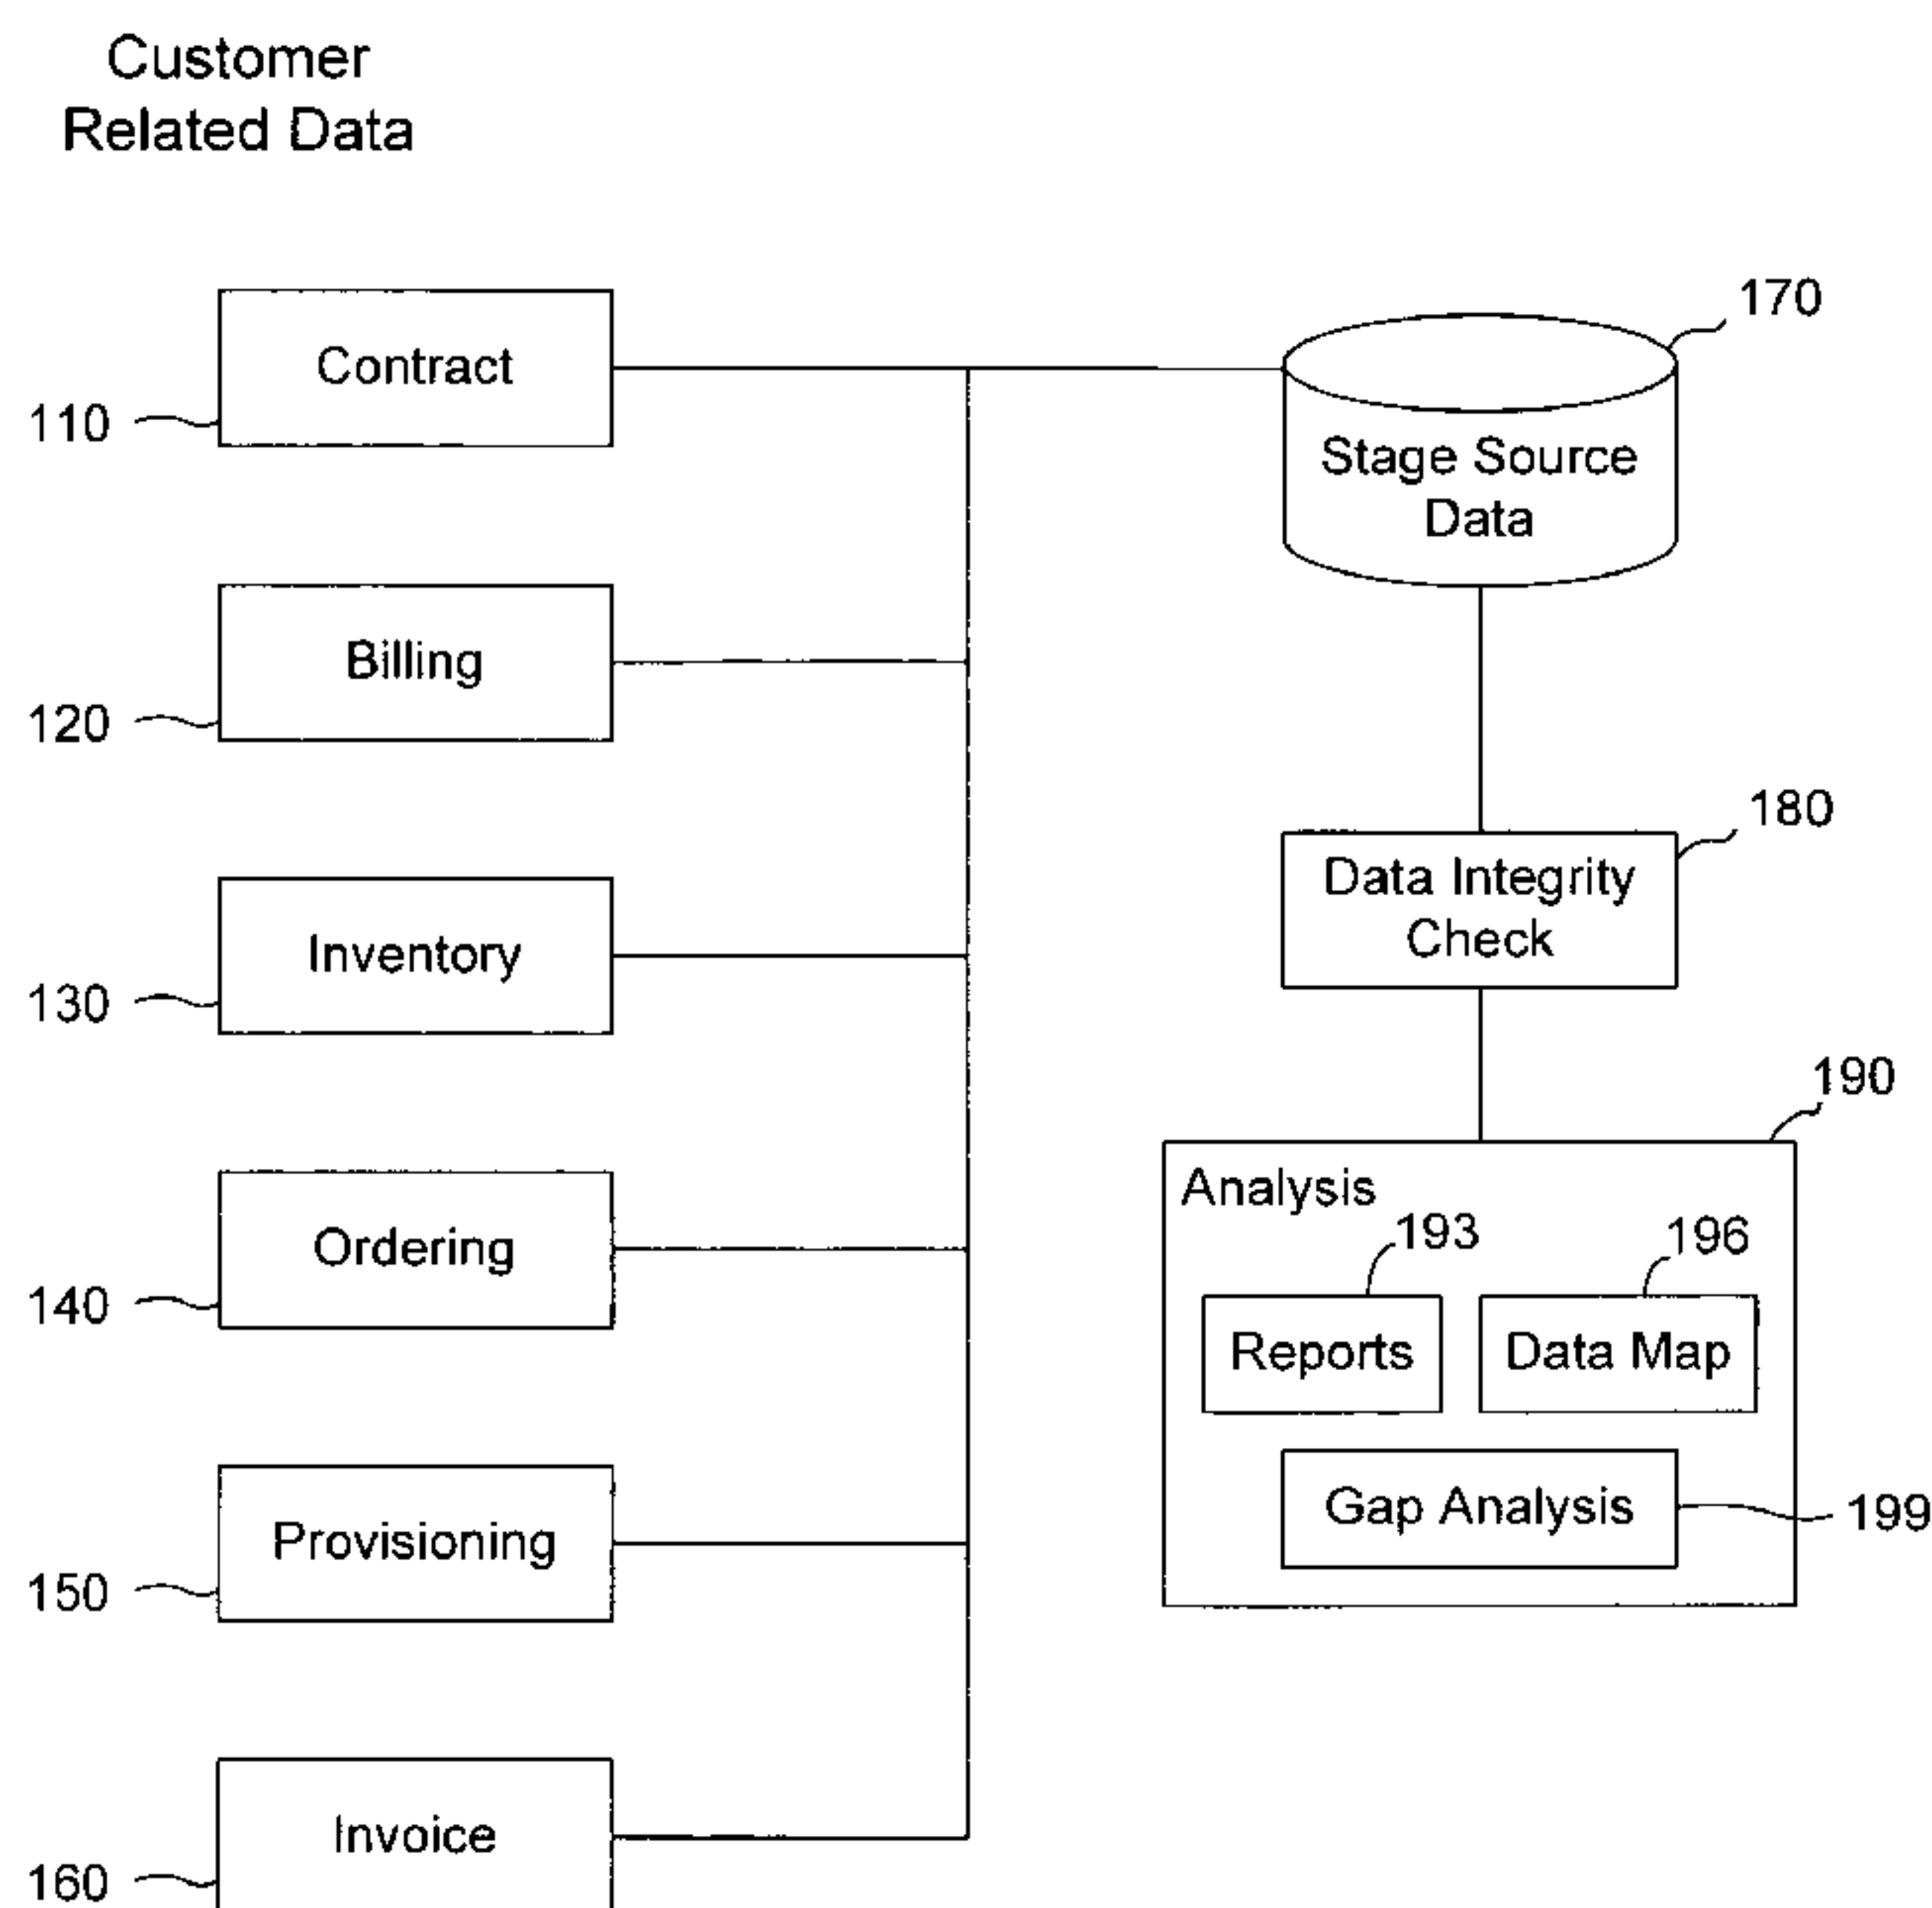 Customer
Related Data
Contract
110
Billing
120
Inventory
130
Ordering
140
Provisioning
150
Invoice
160
170
Stage Source
Data
180
Data Integrity
Check
190
Analysis
193
196
Reports
Data Map
Gap Analysis
199